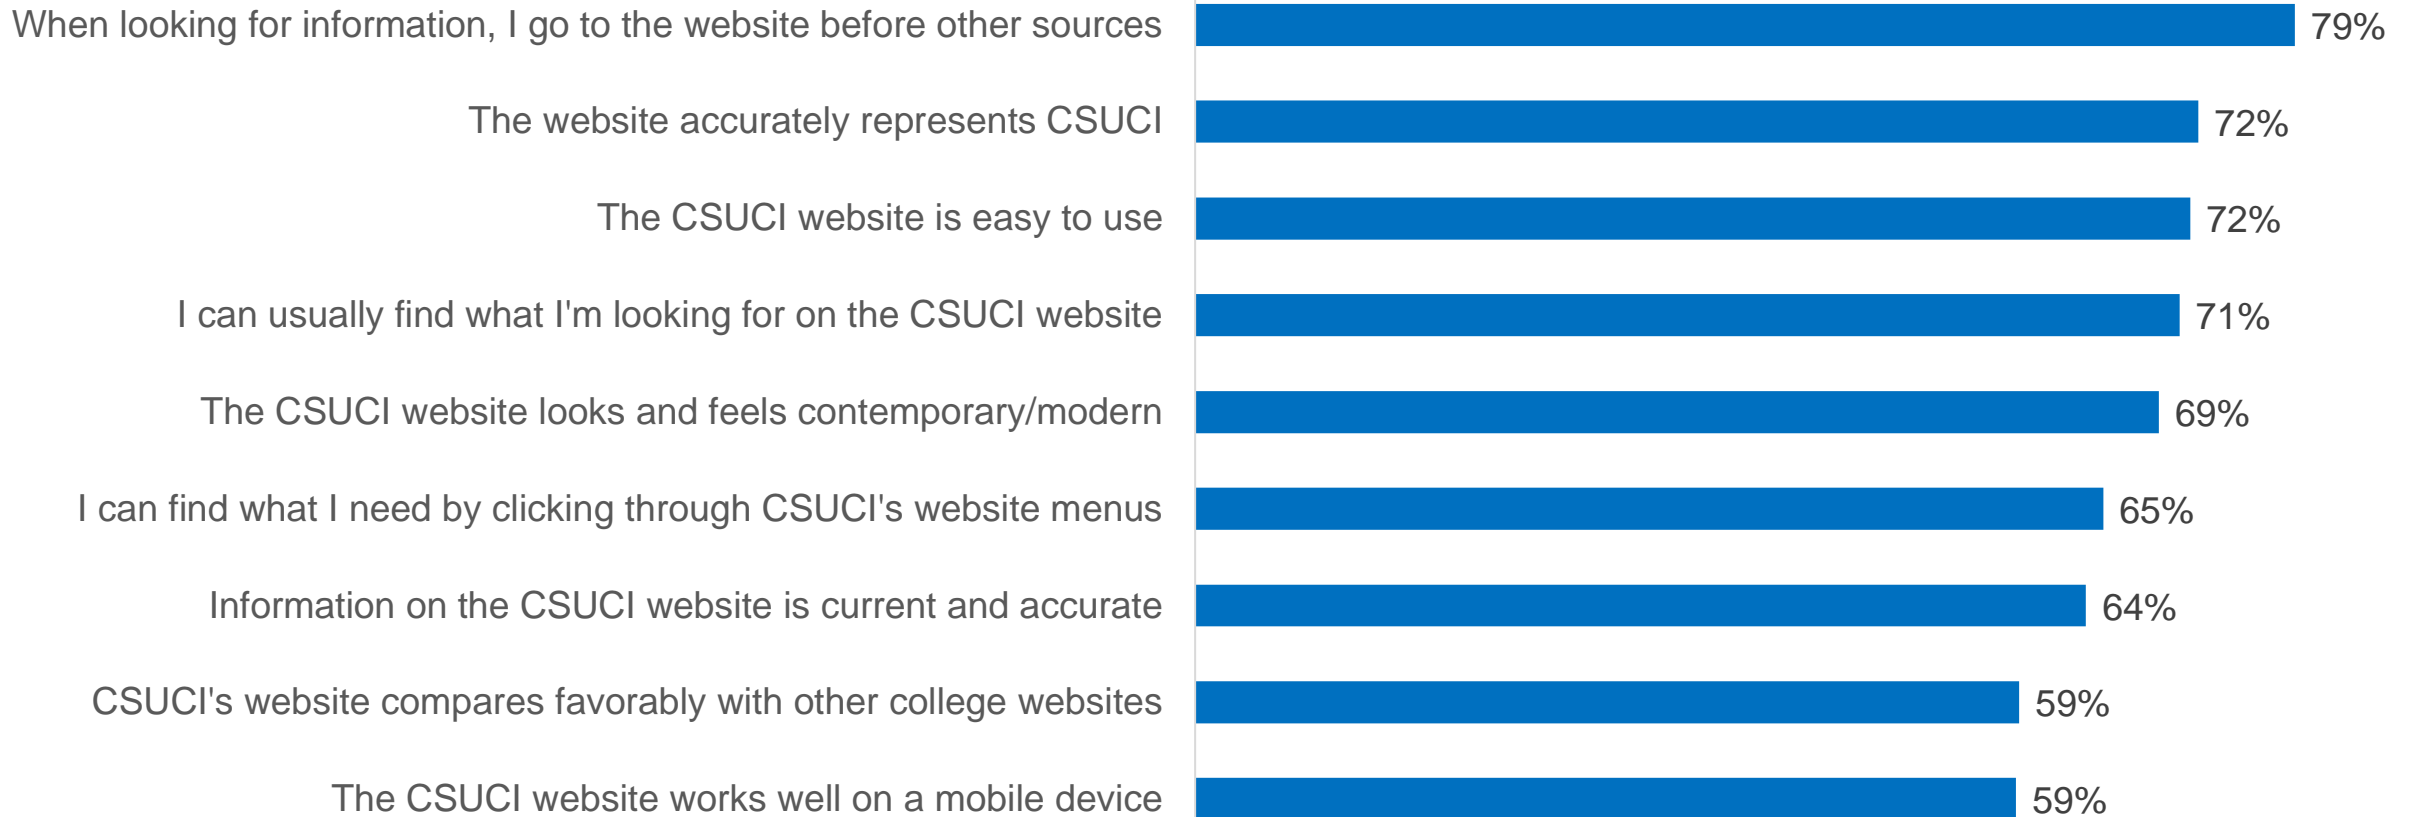 When looking for information, I go to the website before other sources 79%
The website accurately represents CSUCI 72%
The CSUCI website is easy to use 72%
I can usually find what I'm looking for on the CSUCI website 71%
The CSUCI website looks and feels contemporary/modern 69%
I can find what I need by clicking through CSUCI's website menus 65%
Information on the CSUCI website is current and accurate 64%
CSUCI's website compares favorably with other college websites 59%
The CSUCI website works well on a mobile device 59%